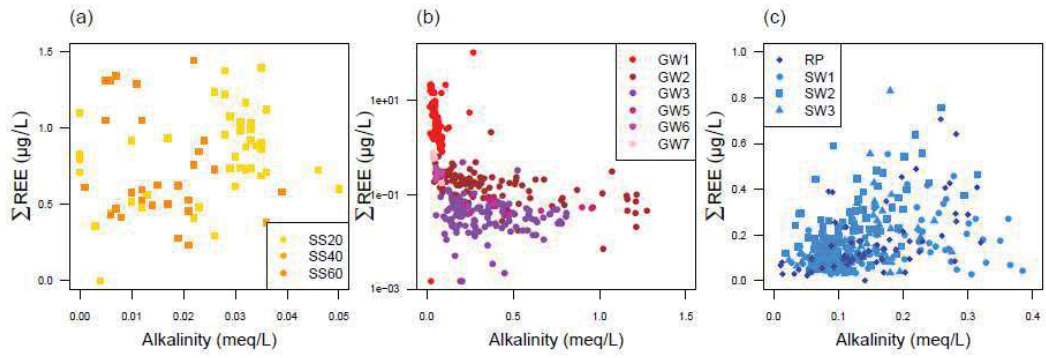 (a) (b) (c)
1.5
1.0
0.5
0.0
∑REE (µg/L)
0.00 0.01 0.02 0.03 0.04 0.05
Alkalinity (meq/L)
SS20
SS40
SS60
1e+01
1e−01
1e−03
∑REE (µg/L)
0.0 0.5 1.0 1.5
Alkalinity (meq/L)
GW1
GW2
GW3
GW5
GW6
GW7
1.0
0.8
0.6
0.4
0.2
0.0
∑REE (µg/L)
0.0 0.1 0.2 0.3 0.4
Alkalinity (meq/L)
RP
SW1
SW2
SW3